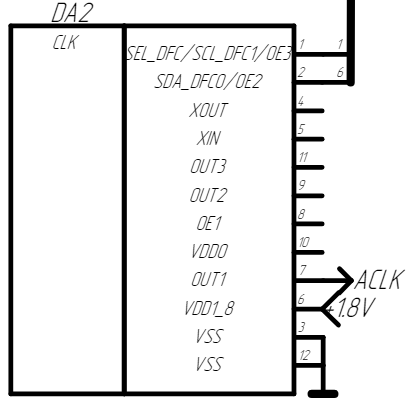 DA2
CLK
SEL_DFC/SCL_DFC1/OE3 1 1
SDA_DFC0/OE2 2 6
XOUT 4
XIN 5
OUT3 11
OUT2 9
OE1 8
VDDO 10
OUT1 7 ACLK
VDD1_8 6 +1.8V
VSS 3
VSS 12